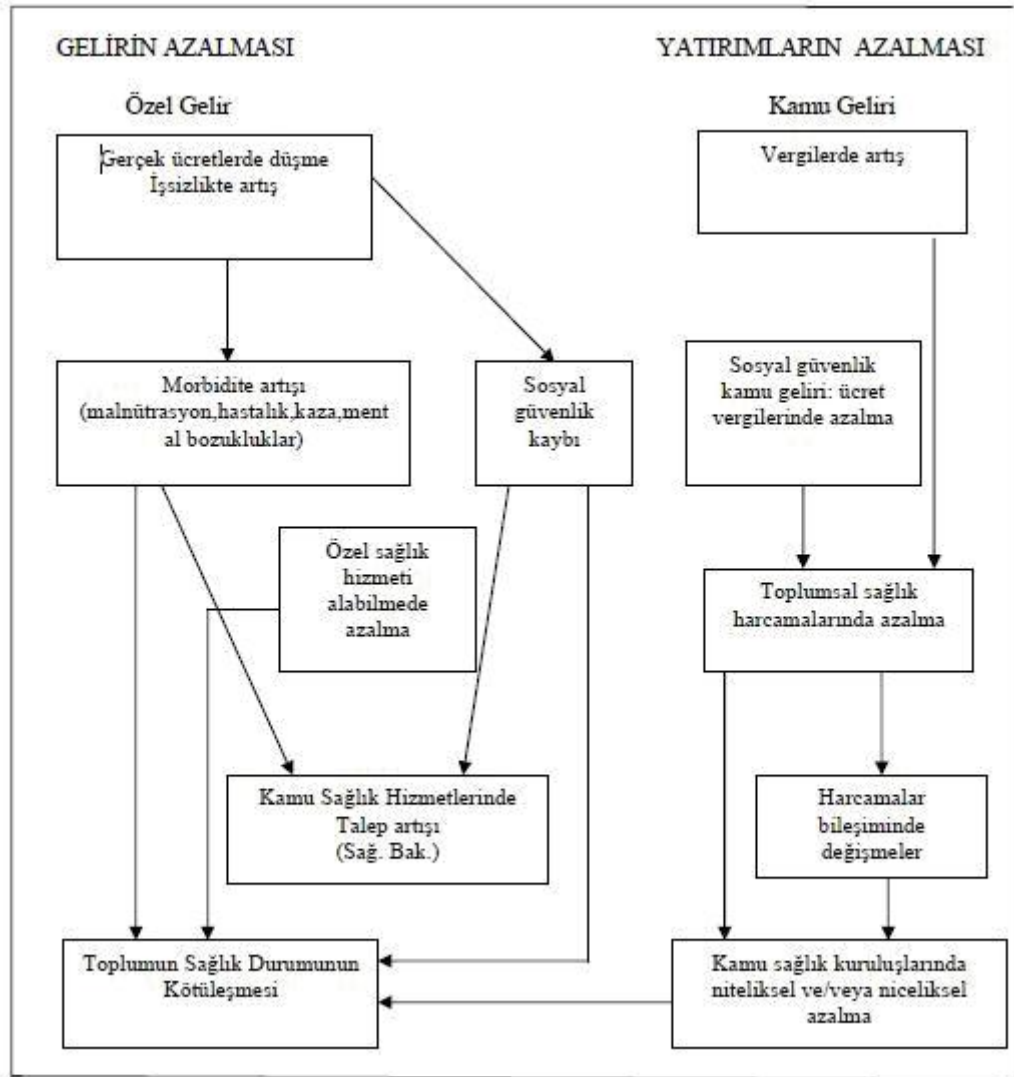 GELİRİN AZALMASI
YATIRIMLARIN AZALMASI
Özel Gelir
Kamu Geliri
Gerçek ücretlerde düşme
İşsizlikte artış
Vergilerde artış
Morbidite artışı
(malnütrasyon,hastalık,kaza,ment
al bozukluklar)
Sosyal
güvenlik
kaybı
Sosyal güvenlik
kamu geliri: ücret
vergilerinde azalma
Özel sağlık
hizmeti
alabilmede
azalma
Toplumsal sağlık
harcamalarında azalma
Kamu Sağlık Hizmetlerinde
Talep artışı
(Sağ. Bak.)
Harcamalar
bileşiminde
değişmeler
Toplumun Sağlık Durumunun
Kötüleşmesi
Kamu sağlık kuruluşlarında
niteliksel ve/veya niceliksel
azalma